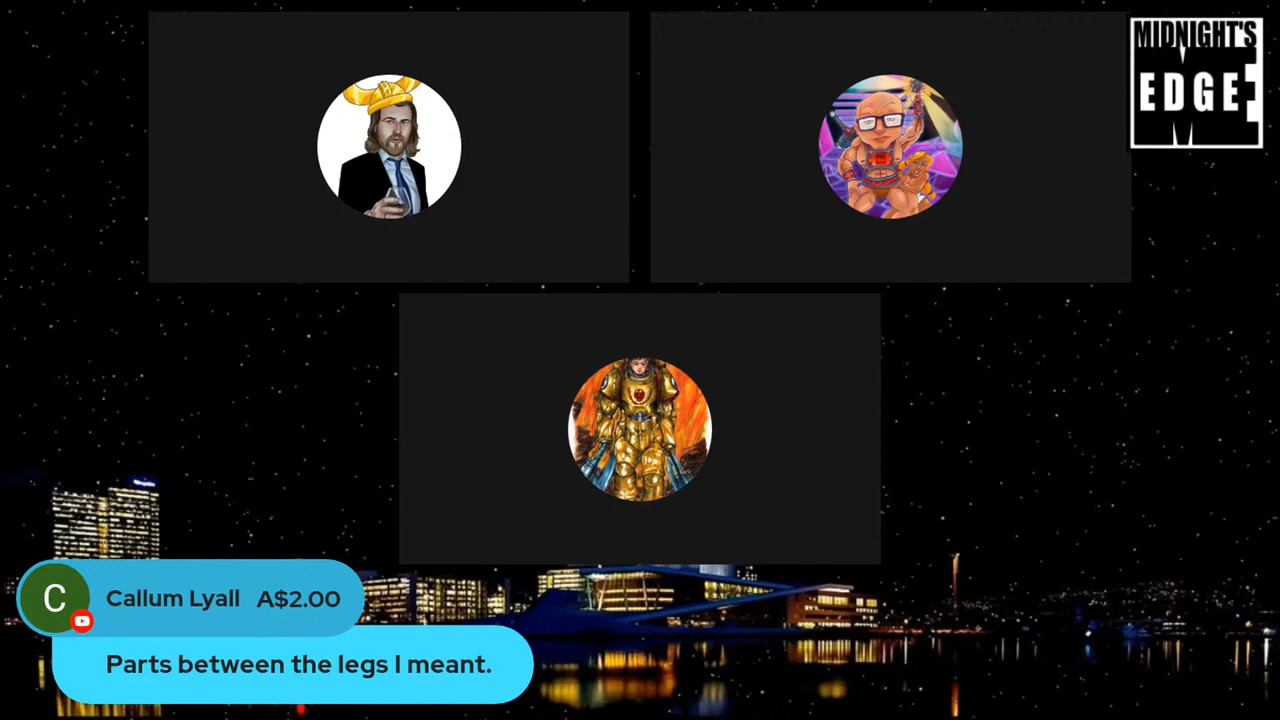 MIDNIGHT'S
EDGE
C
Callum Lyall A$2.00
Parts between the legs I meant.